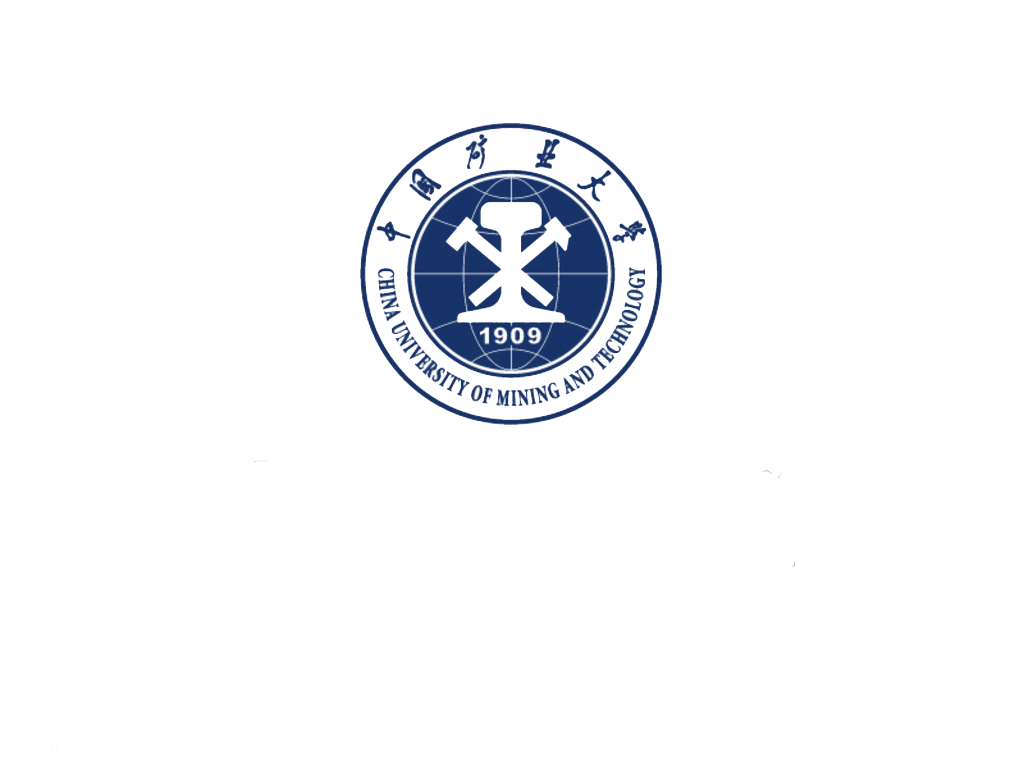 中国矿业大学
1909
CHINA UNIVERSITY OF MINING AND TECHNOLOGY